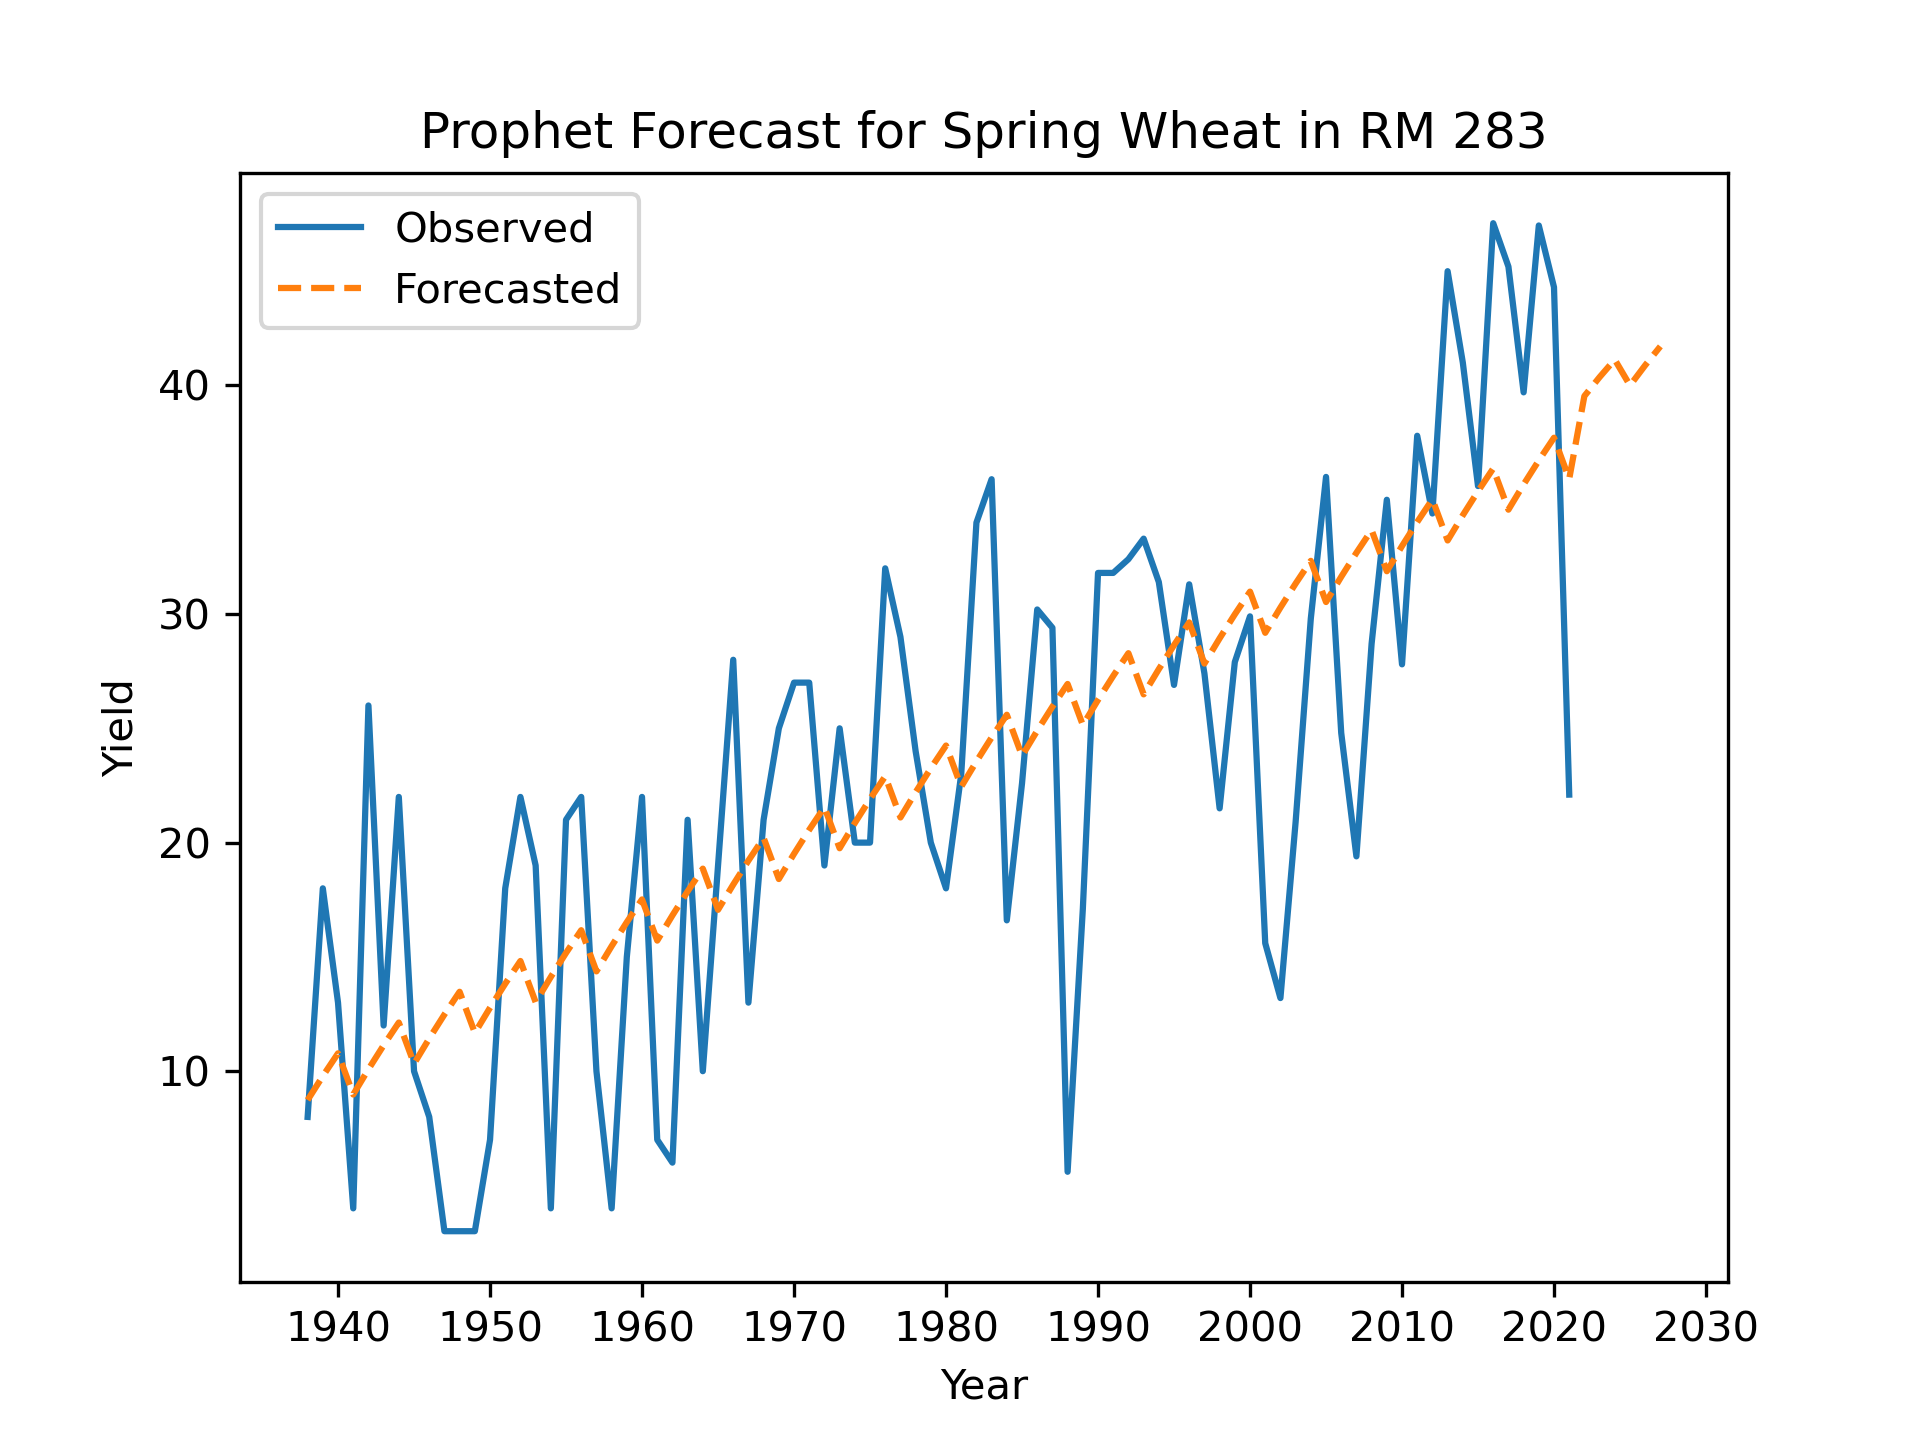 Prophet Forecast for Spring Wheat in RM 283
Observed
Forecasted
40
30
20
10
Yield
1940 1950 1960 1970 1980 1990 2000 2010 2020 2030
Year